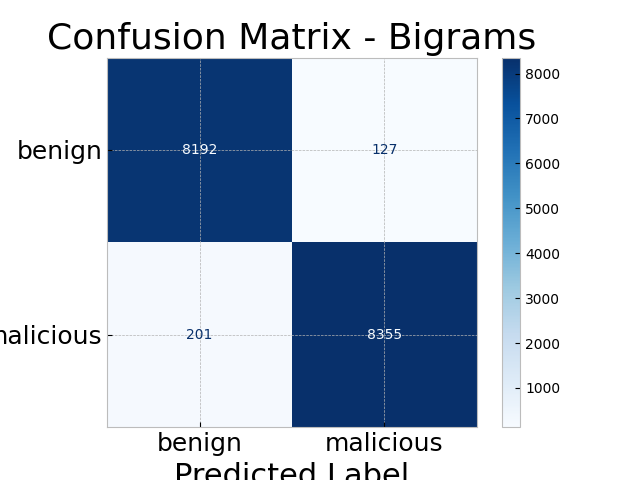 Confusion Matrix - Bigrams
benign
8192
127
malicious
201
8355
benign
malicious
Predicted Label
8000
7000
6000
5000
4000
3000
2000
1000